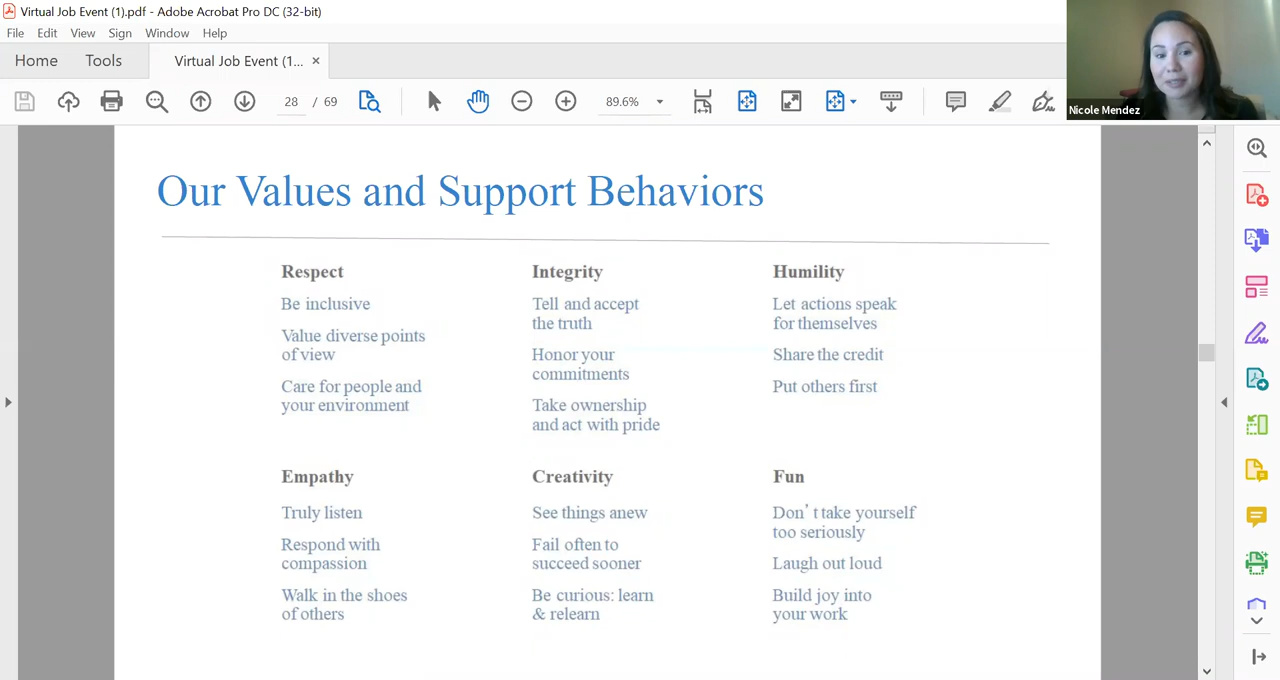 Virtual Job Event (1).pdf - Adobe Acrobat Pro DC (32-bit)
File Edit View Sign Window Help
Home Tools Virtual Job Event (1... ×
28 / 69 89.6%
Nicole Mendez
Our Values and Support Behaviors
Respect
Be inclusive
Value diverse points
of view
Care for people and
your environment
Integrity
Tell and accept
the truth
Honor your
commitments
Take ownership
and act with pride
Humility
Let actions speak
for themselves
Share the credit
Put others first
Empathy
Truly listen
Respond with
compassion
Walk in the shoes
of others
Creativity
See things anew
Fail often to
succeed sooner
Be curious: learn
& relearn
Fun
Don’t take yourself
too seriously
Laugh out loud
Build joy into
your work